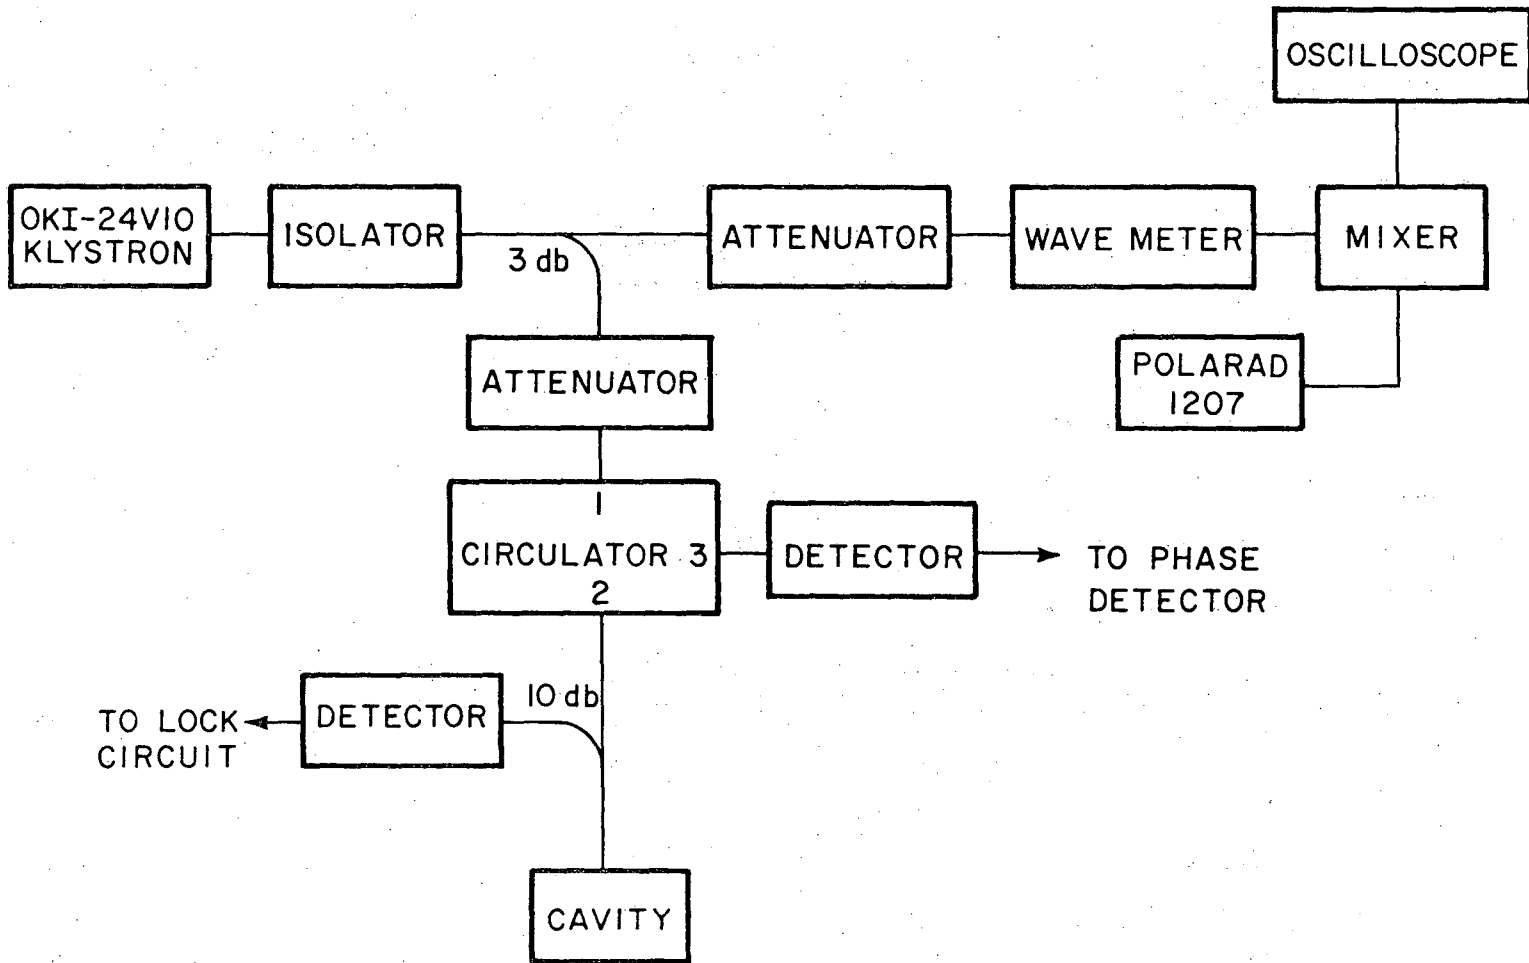 OSCILLOSCOPE
OKI-24V10
KLYSTRON
ISOLATOR
3 db
ATTENUATOR
WAVE METER
MIXER
ATTENUATOR
POLARAD
1207
1
CIRCULATOR 3
2
DETECTOR
TO PHASE
DETECTOR
10 db
DETECTOR
TO LOCK
CIRCUIT
CAVITY